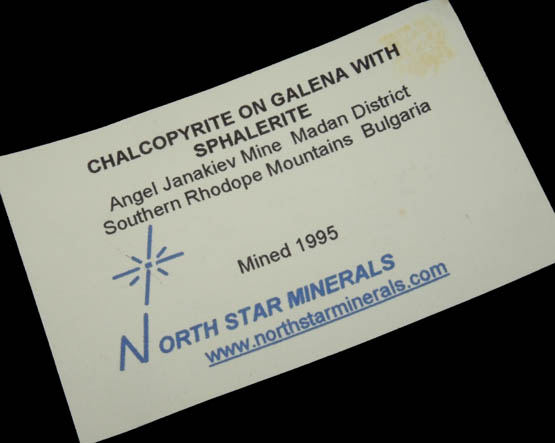 CHALCOPYRITE ON GALENA WITH
SPHALERITE
Angel Janakiev Mine Madan District
Southern Rhodope Mountains Bulgaria
Mined 1995
NORTH STAR MINERALS
www.northstarminerals.com